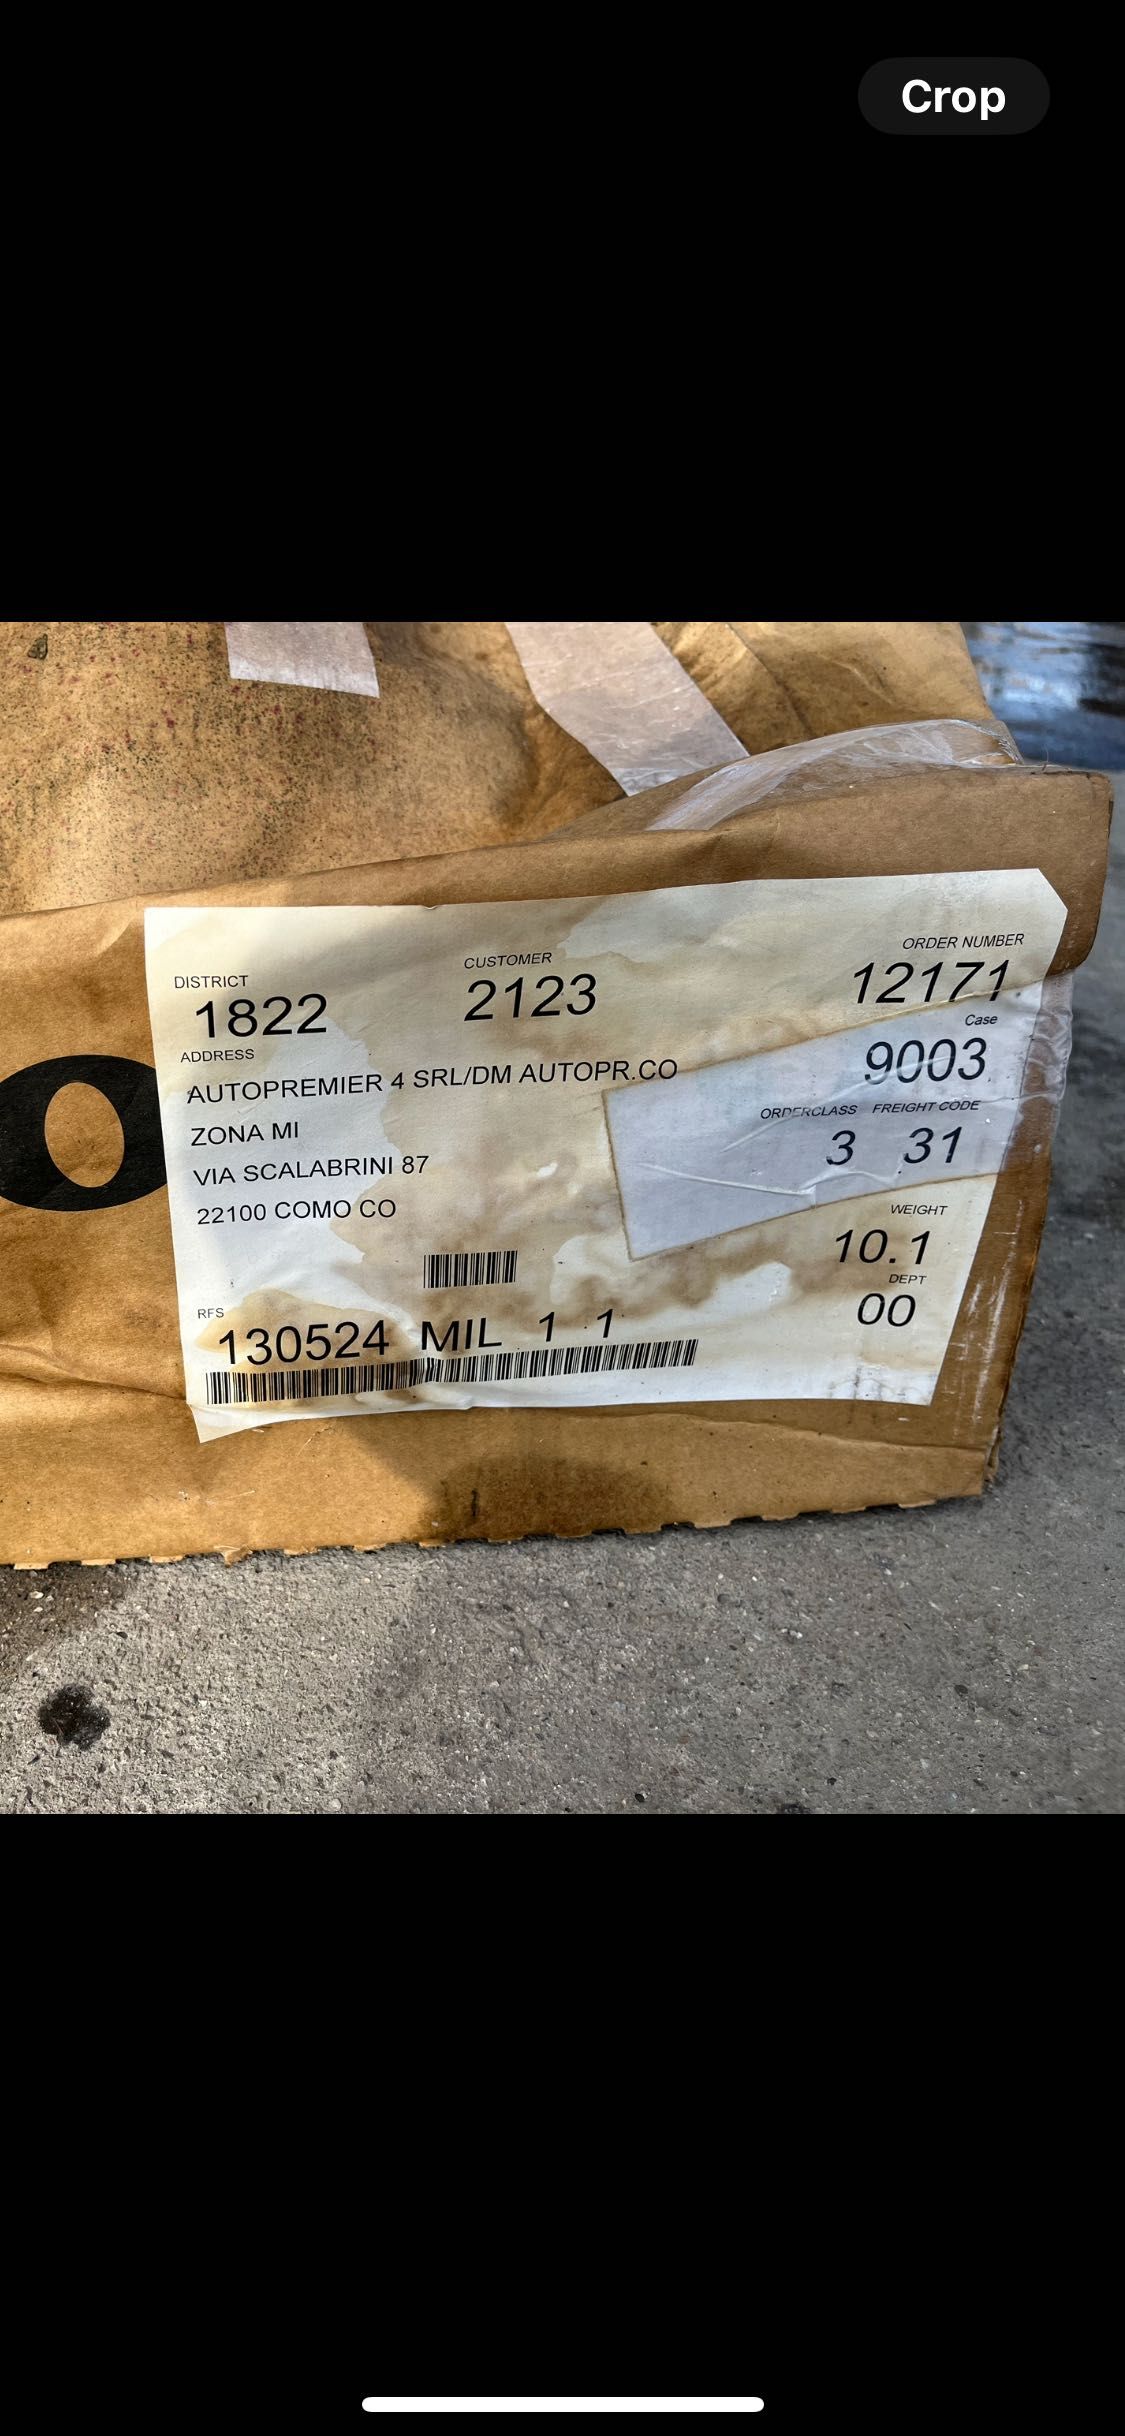 Crop
DISTRICT CUSTOMER ORDER NUMBER
1822 2123 12171
ADDRESS Case
AUTOPREMIER 4 SRL/DM AUTOPR.CO 9003
ZONA MI ORDERCLASS FREIGHT CODE
VIA SCALABRINI 87 3 31
22100 COMO CO WEIGHT
10.1
DEPT
RFS 00
130524 MIL 1 1
O